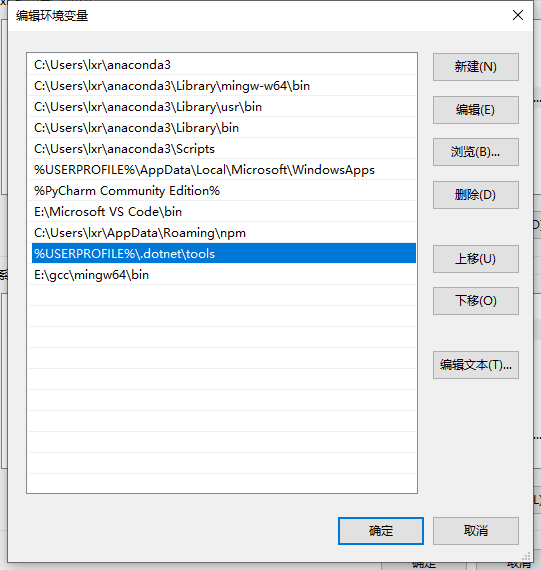 编辑环境变量
C:\Users\lxr\anaconda3
C:\Users\lxr\anaconda3\Library\mingw-w64\bin
C:\Users\lxr\anaconda3\Library\usr\bin
C:\Users\lxr\anaconda3\Library\bin
C:\Users\lxr\anaconda3\Scripts
%USERPROFILE%\AppData\Local\Microsoft\WindowsApps
%PyCharm Community Edition%
E:\Microsoft VS Code\bin
C:\Users\lxr\AppData\Roaming\npm
%USERPROFILE%\.dotnet\tools
E:\gcc\mingw64\bin
新建(N)
编辑(E)
浏览(B)...
删除(D)
上移(U)
下移(O)
编辑文本(T)...
确定
取消